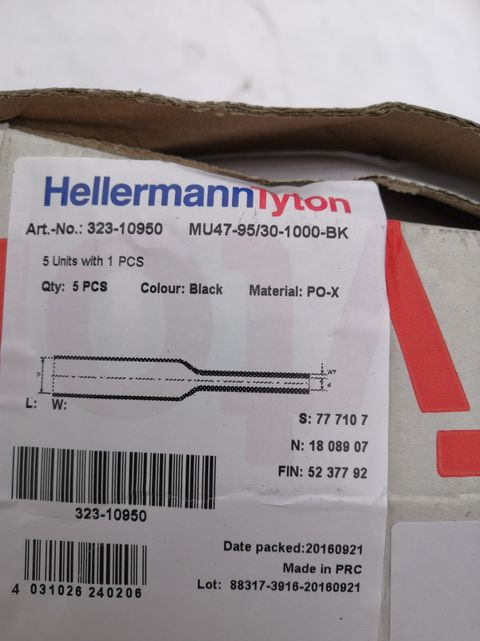 HellermannTyton
Art.-No.: 323-10950 MU47-95/30-1000-BK
5 Units with 1 PCS
Qty: 5 PCS Colour: Black Material: PO-X
L: W:
S: 77 710 7
N: 18 089 07
FIN: 52 377 92
323-10950
Date packed:20160921
Made in PRC
Lot: 88317-3916-20160921
4 031026 240206